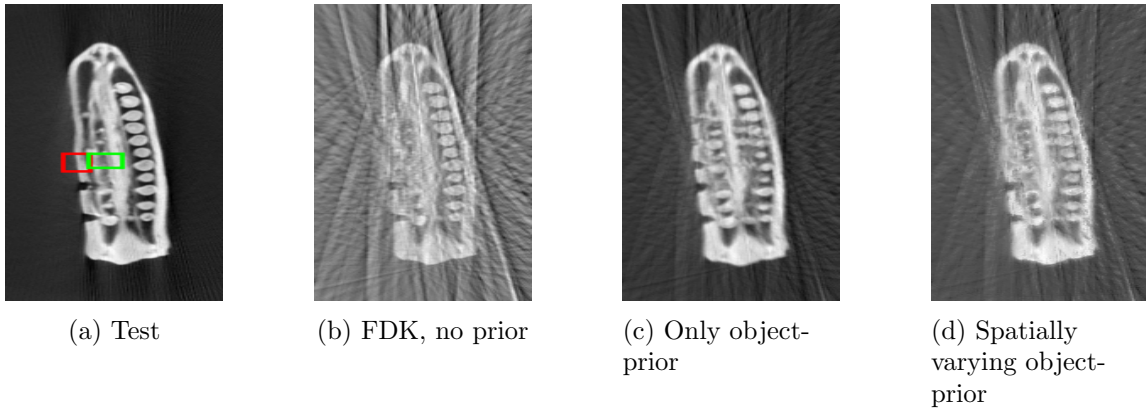 (a) Test
(b) FDK, no prior
(c) Only object-
prior
(d) Spatially
varying object-
prior